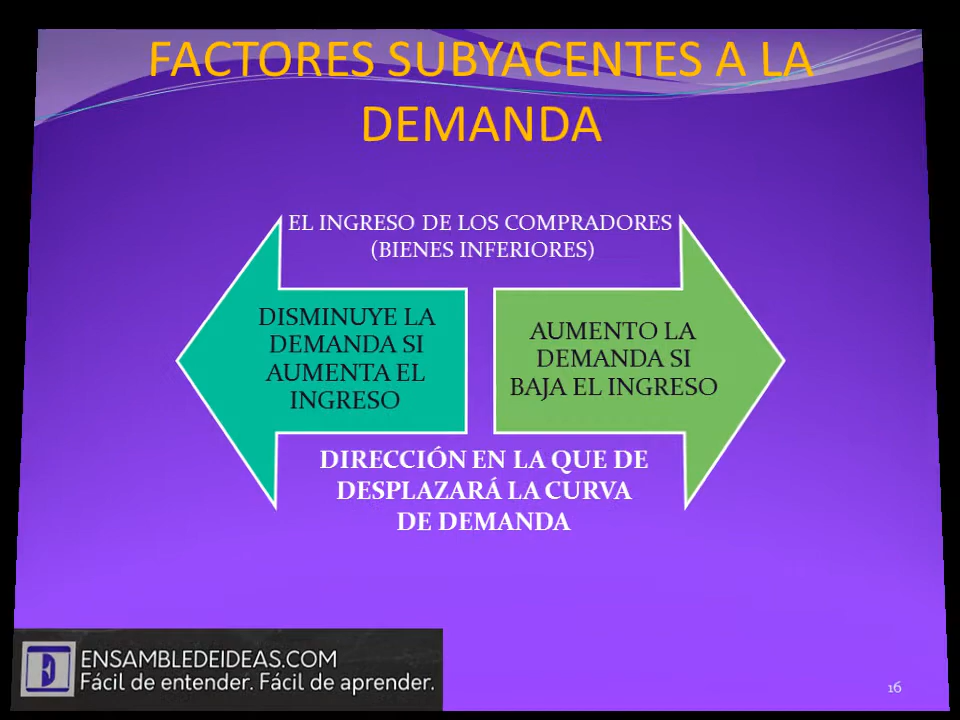 FACTORES SUBYACENTES A LA
DEMANDA
EL INGRESO DE LOS COMPRADORES
(BIENES INFERIORES)
DISMINUYE LA
DEMANDA SI
AUMENTA EL
INGRESO
AUMENTO LA
DEMANDA SI
BAJA EL INGRESO
DIRECCIÓN EN LA QUE DE
DESPLAZARÁ LA CURVA
DE DEMANDA
E
ENSAMBLEDEIDEAS.COM
Fácil de entender. Fácil de aprender.
16